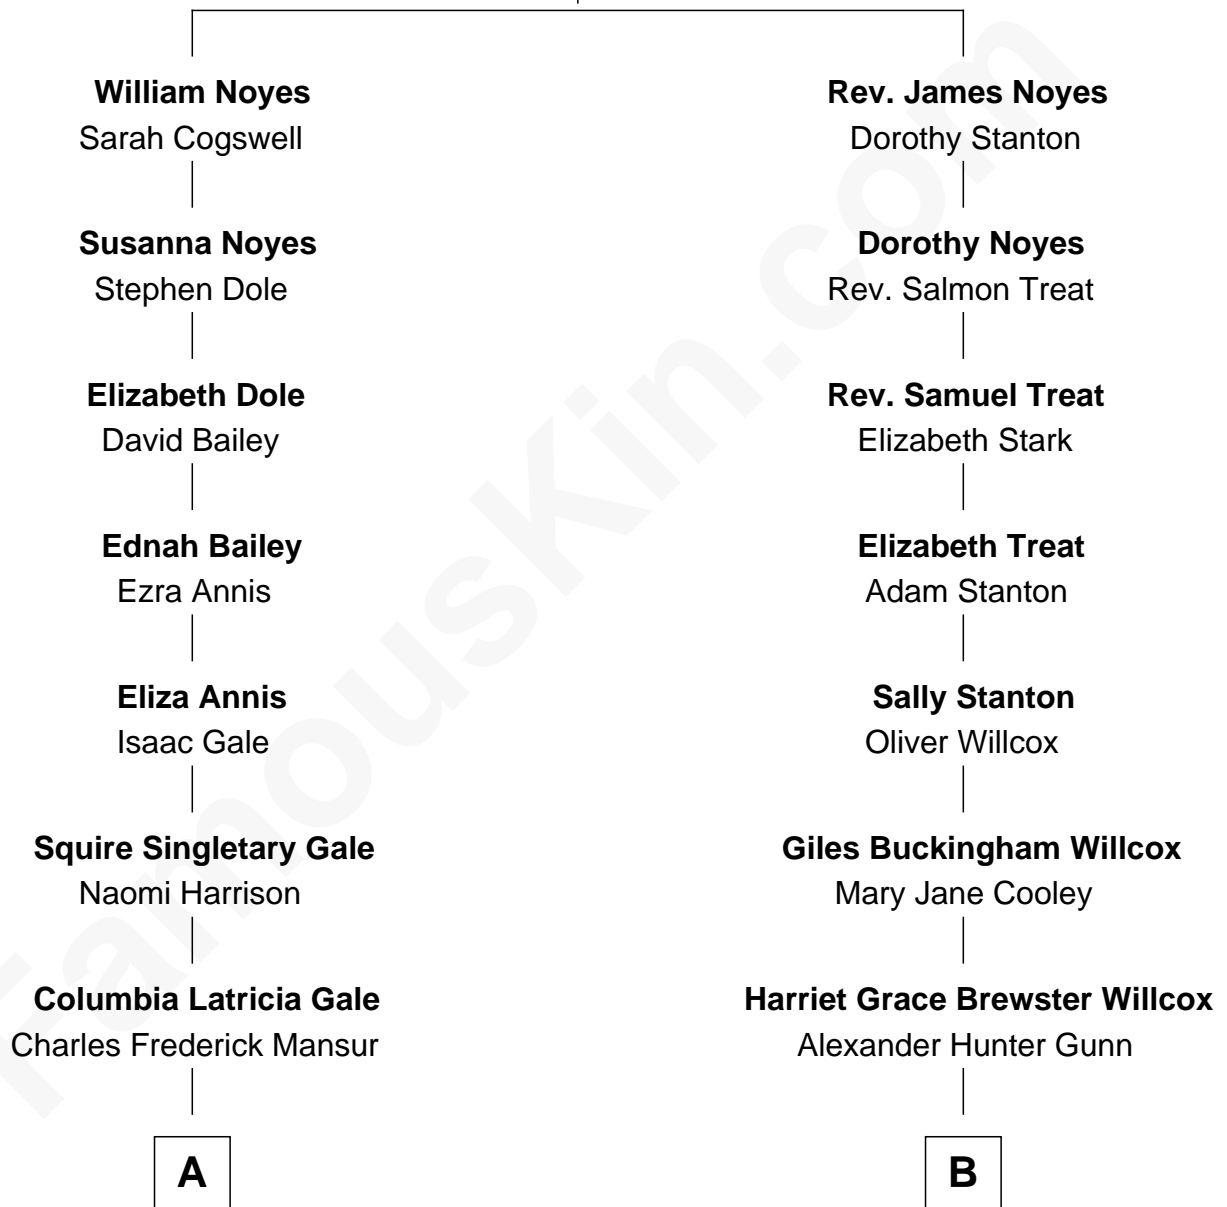 William Noyes
Sarah Cogswell
Susanna Noyes
Stephen Dole
Elizabeth Dole
David Bailey
Ednah Bailey
Ezra Annis
Eliza Annis
Isaac Gale
Squire Singletary Gale
Naomi Harrison
Columbia Latricia Gale
Charles Frederick Mansur
A
Rev. James Noyes
Dorothy Stanton
Dorothy Noyes
Rev. Salmon Treat
Rev. Samuel Treat
Elizabeth Stark
Elizabeth Treat
Adam Stanton
Sally Stanton
Oliver Willcox
Giles Buckingham Willcox
Mary Jane Cooley
Harriet Grace Brewster Willcox
Alexander Hunter Gunn
B
FamousKin.com